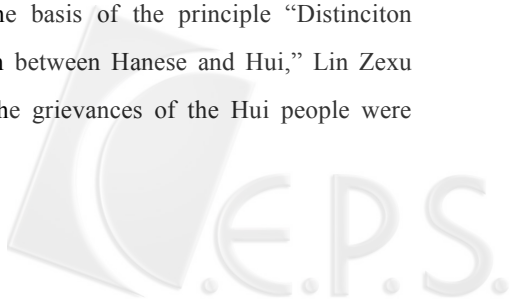 he basis of the principle “Distinciton
between Hanese and Hui,” Lin Zexu
he grievances of the Hui people were
C.E.P.S.